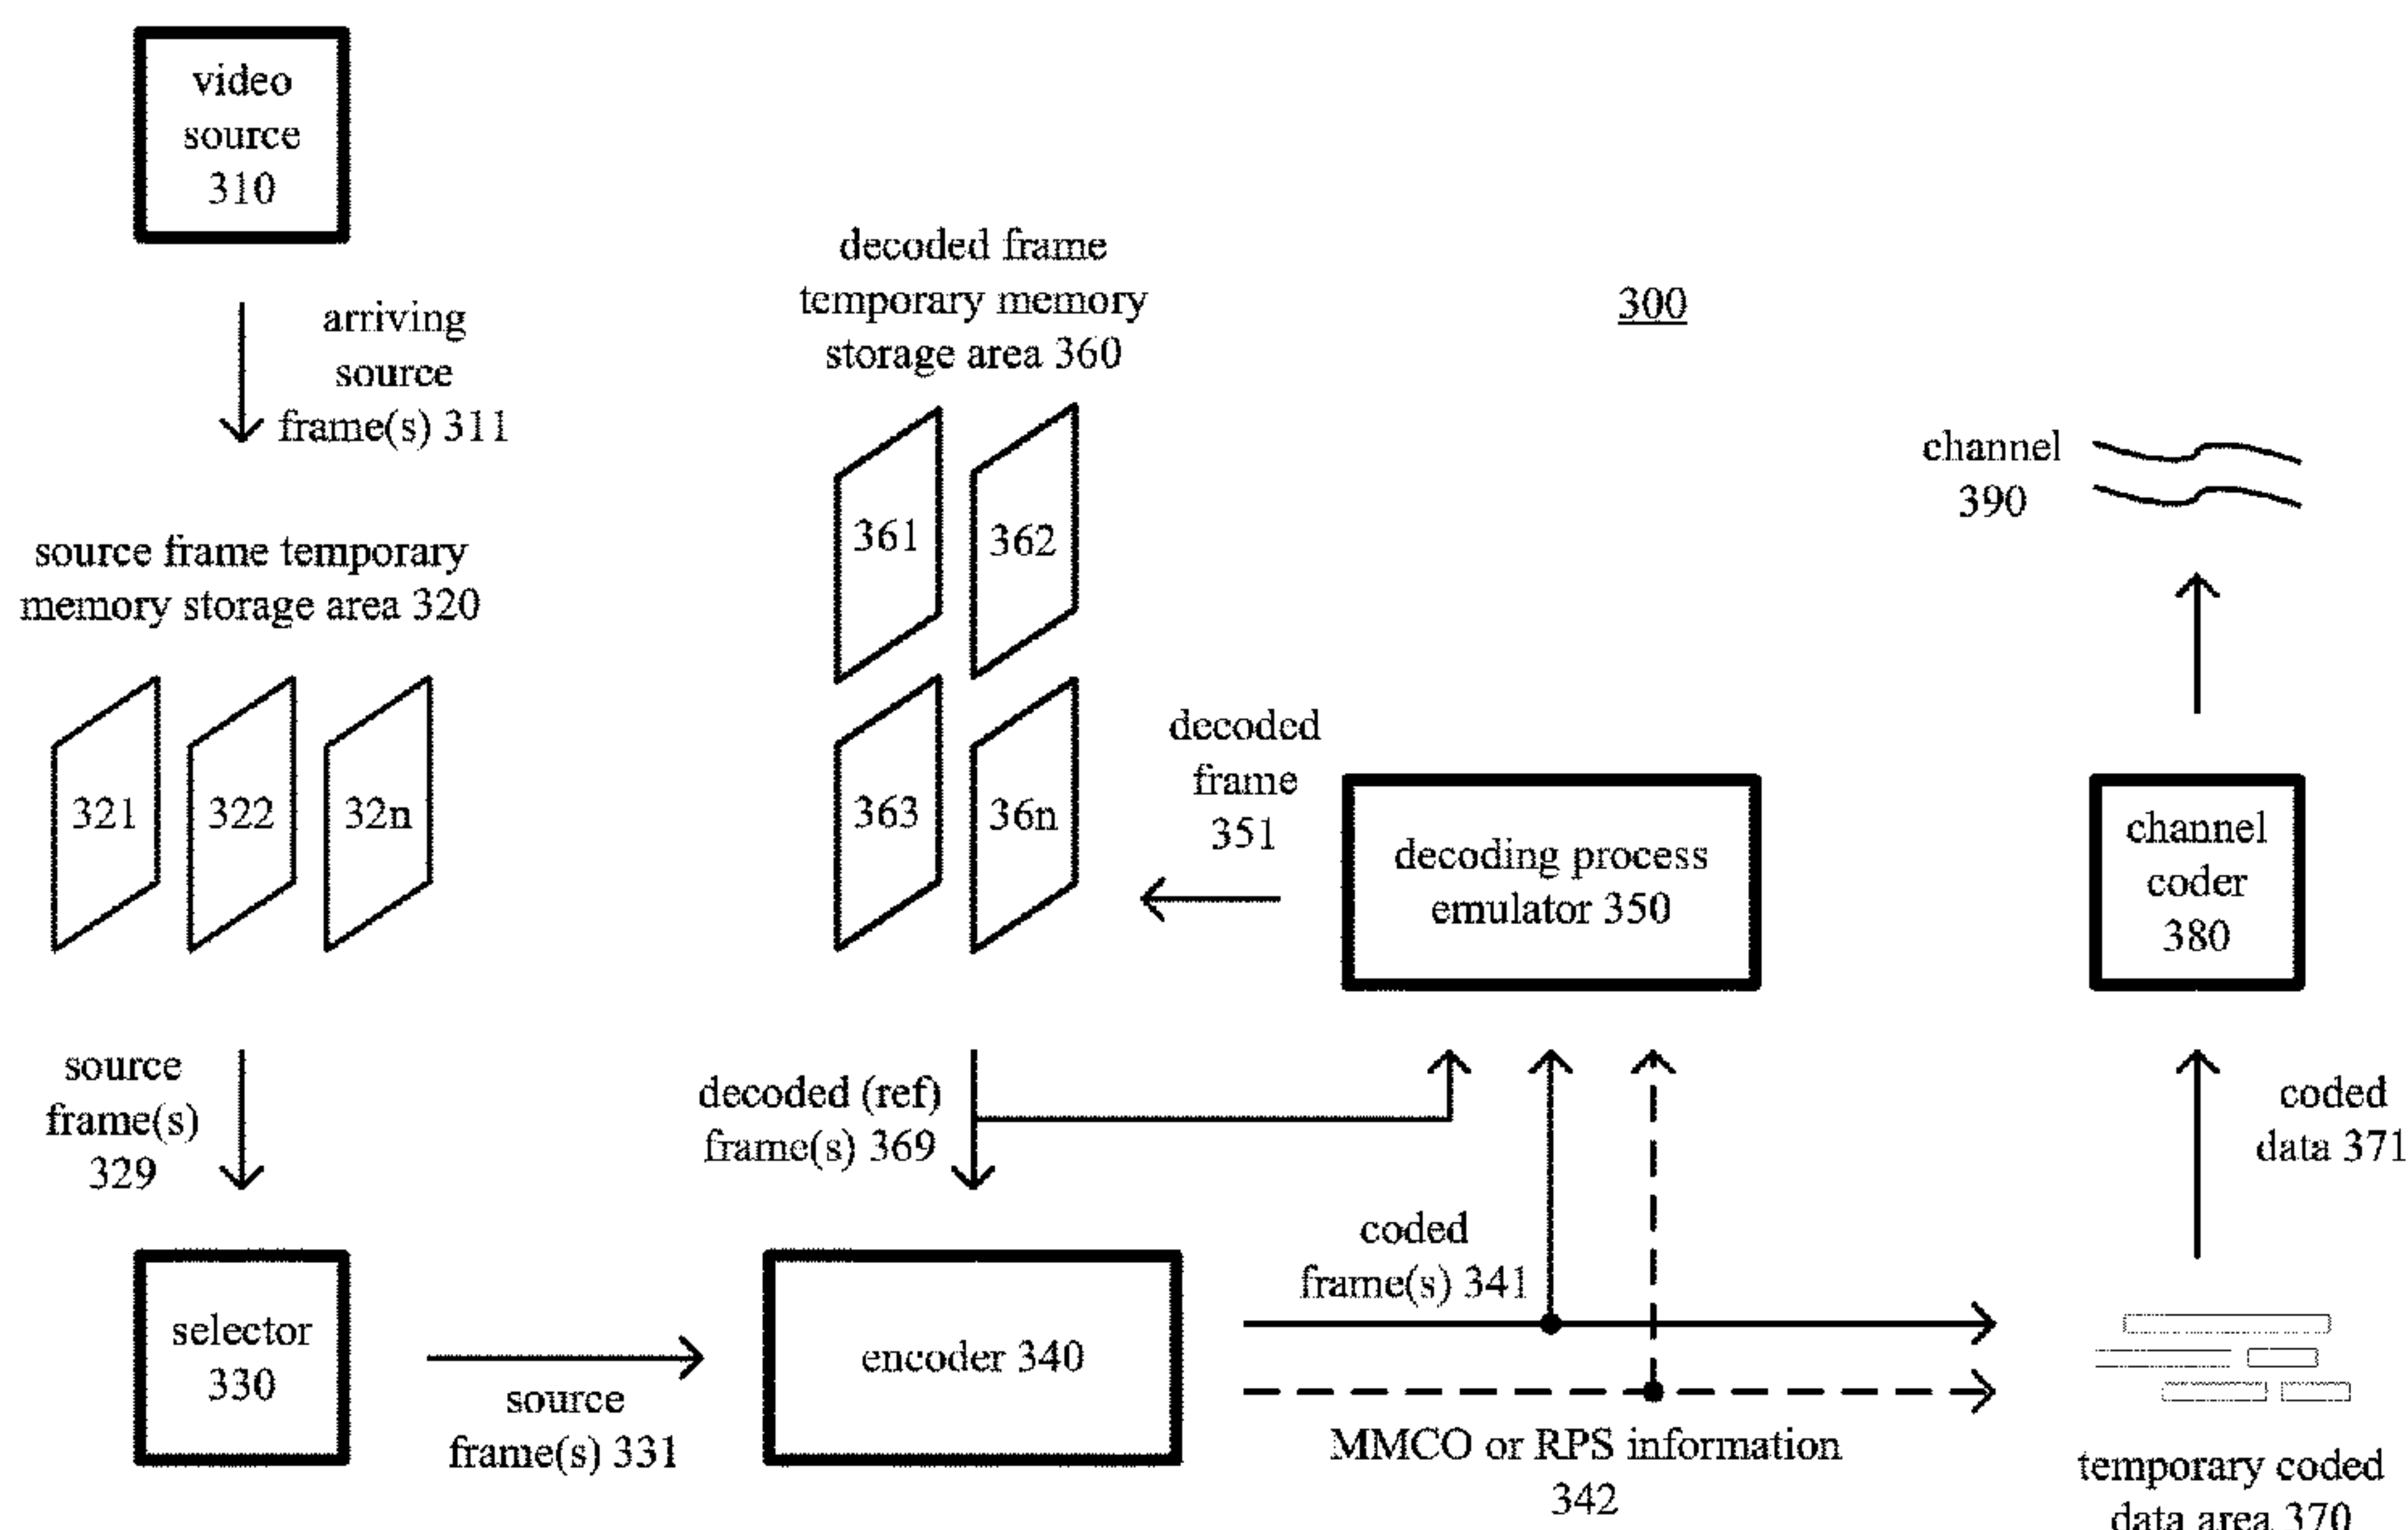 video
source
310
arriving
source
frame(s) 311
source frame temporary
memory storage area 320
321
322
32n
source
frame(s)
329
selector
330
source
frame(s) 331
decoded frame
temporary memory
storage area 360
361
362
363
36n
decoded (ref)
frame(s) 369
encoder 340
300
decoded
frame
351
decoding process
emulator 350
coded
frame(s) 341
MMCO or RPS information
342
channel
390
channel
coder
380
coded
data 371
temporary coded
data area 370